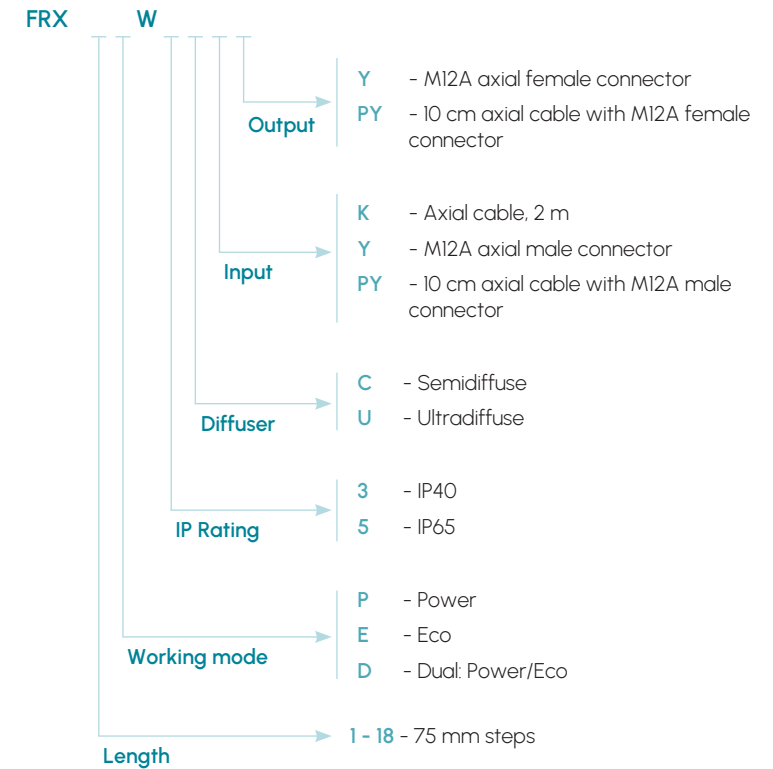 FRX W
Y - M12A axial female connector
PY - 10 cm axial cable with M12A female
connector
Output
K - Axial cable, 2 m
Y - M12A axial male connector
PY - 10 cm axial cable with M12A male
connector
Input
C - Semidiffuse
U - Ultradiffuse
Diffuser
3 - IP40
5 - IP65
IP Rating
P - Power
E - Eco
D - Dual: Power/Eco
Working mode
1 - 18 - 75 mm steps
Length